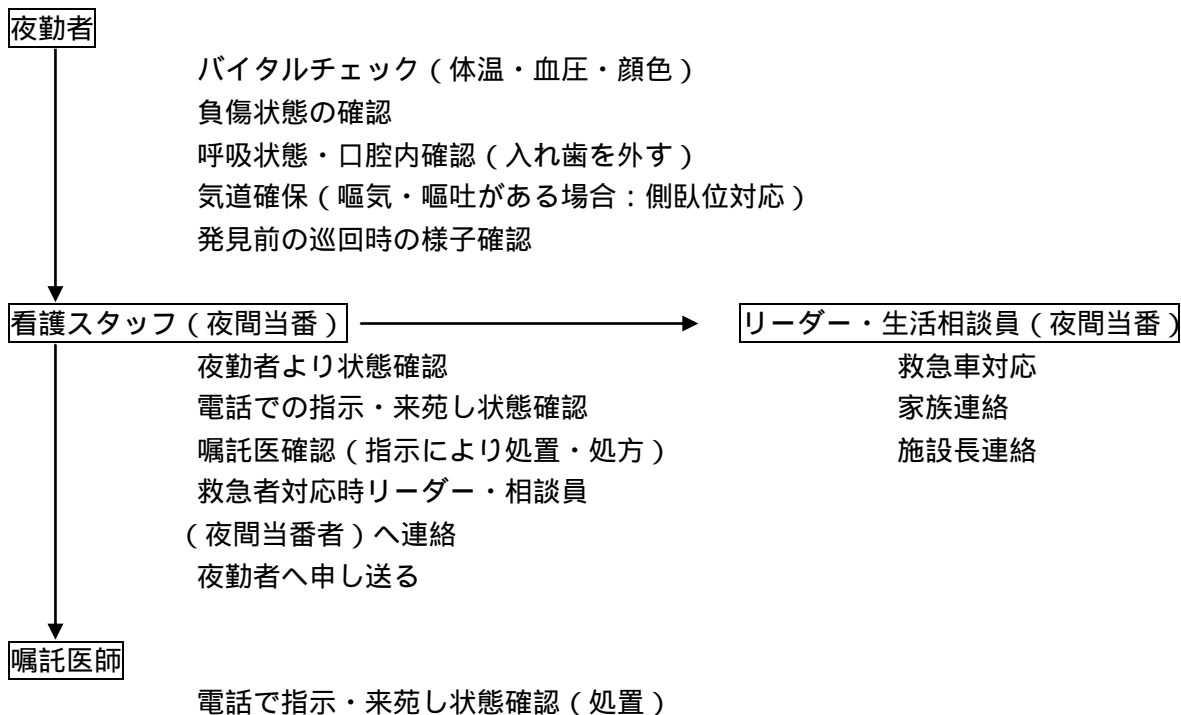 夜勤者
バイタルチェック(体温・血圧・顔色)
負傷状態の確認
呼吸状態・口腔内確認(入れ歯を外す)
気道確保(嘔気・嘔吐がある場合:側臥位対応)
発見前の巡回時の様子確認
看護スタッフ(夜間当番) リーダー・生活相談員(夜間当番)
夜勤者より状態確認 救急車対応
電話での指示・来苑し状態確認 家族連絡
嘱託医確認(指示により処置・処方) 施設長連絡
救急者対応時リーダー・相談員
(夜間当番者)へ連絡
夜勤者へ申し送る
嘱託医師
電話で指示・来苑し状態確認(処置)